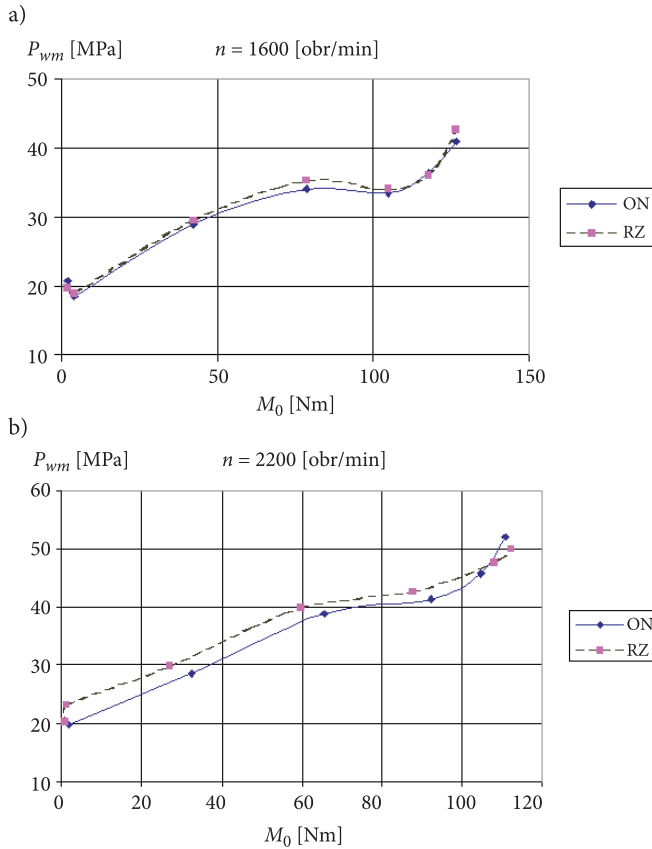 a)
P_wm [MPa] n = 1600 [obr/min]
50
40
30
20
10
0 50 100 150
M_0 [Nm]
ON
RZ
b)
P_wm [MPa] n = 2200 [obr/min]
60
50
40
30
20
10
0 20 40 60 80 100 120
M_0 [Nm]
ON
RZ